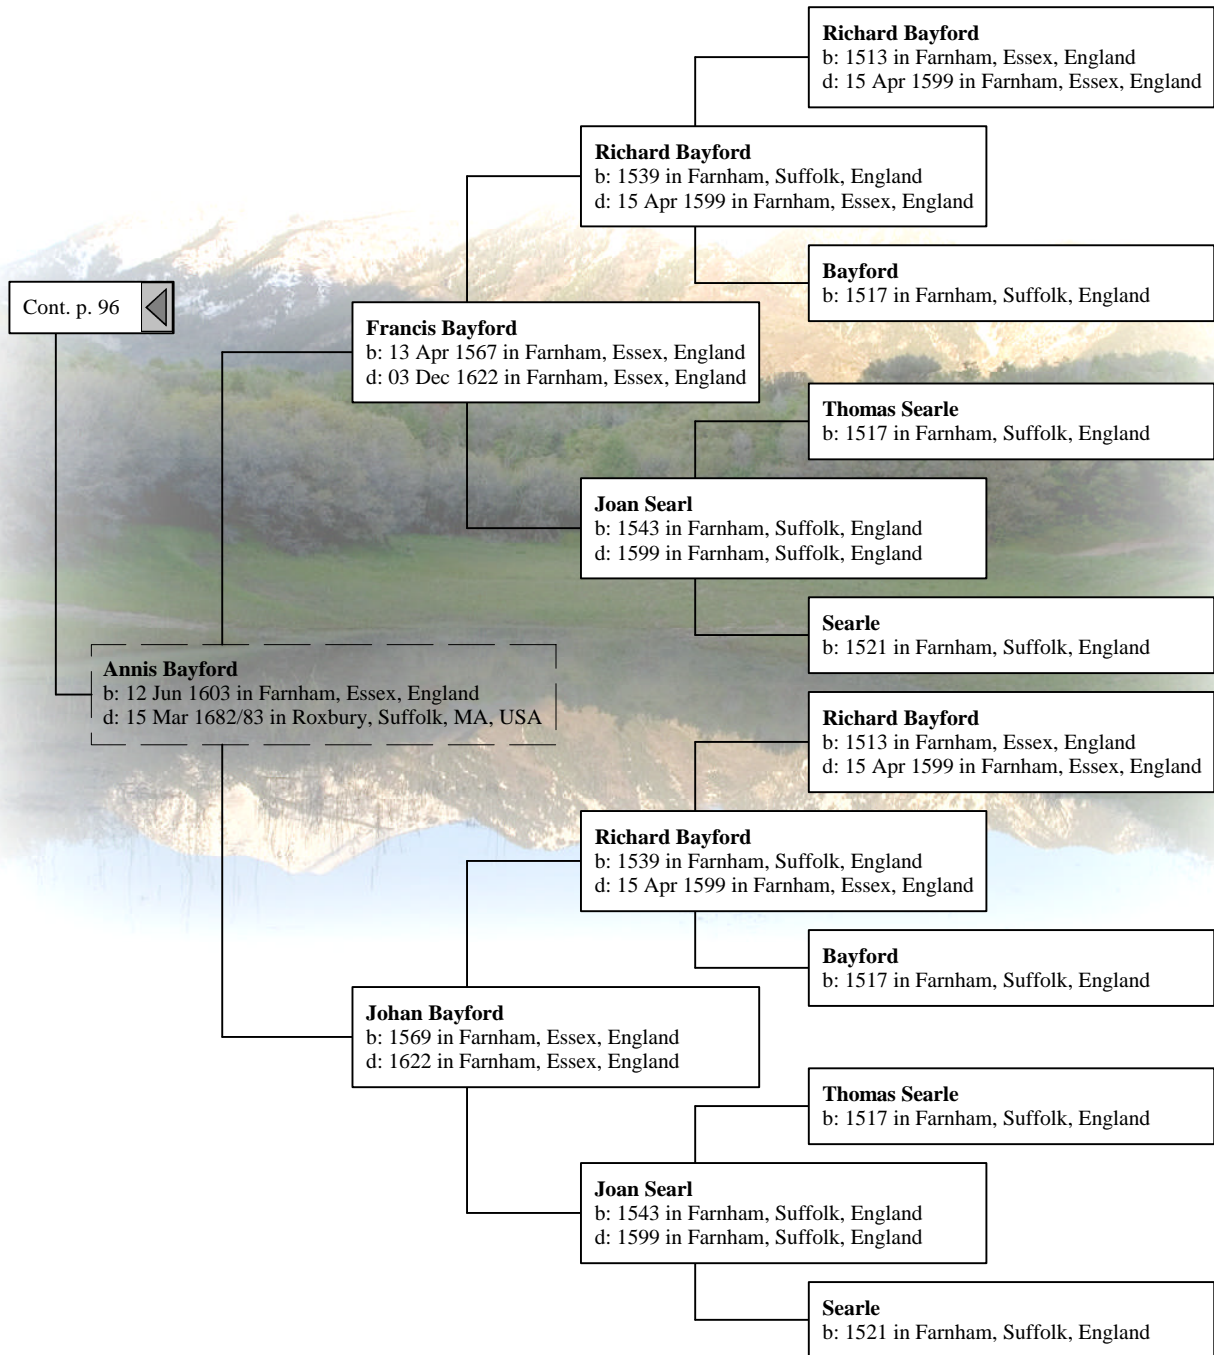 Richard Bayford
b: 1513 in Farnham, Essex, England
d: 15 Apr 1599 in Farnham, Essex, England
Richard Bayford
b: 1539 in Farnham, Suffolk, England
d: 15 Apr 1599 in Farnham, Essex, England
Bayford
b: 1517 in Farnham, Suffolk, England
Cont. p. 96
Francis Bayford
b: 13 Apr 1567 in Farnham, Essex, England
d: 03 Dec 1622 in Farnham, Essex, England
Thomas Searle
b: 1517 in Farnham, Suffolk, England
Joan Searl
b: 1543 in Farnham, Suffolk, England
d: 1599 in Farnham, Suffolk, England
Searle
b: 1521 in Farnham, Suffolk, England
Annis Bayford
b: 12 Jun 1603 in Farnham, Essex, England
d: 15 Mar 1682/83 in Roxbury, Suffolk, MA, USA
Richard Bayford
b: 1513 in Farnham, Essex, England
d: 15 Apr 1599 in Farnham, Essex, England
Richard Bayford
b: 1539 in Farnham, Suffolk, England
d: 15 Apr 1599 in Farnham, Essex, England
Bayford
b: 1517 in Farnham, Suffolk, England
Johan Bayford
b: 1569 in Farnham, Essex, England
d: 1622 in Farnham, Essex, England
Thomas Searle
b: 1517 in Farnham, Suffolk, England
Joan Searl
b: 1543 in Farnham, Suffolk, England
d: 1599 in Farnham, Suffolk, England
Searle
b: 1521 in Farnham, Suffolk, England